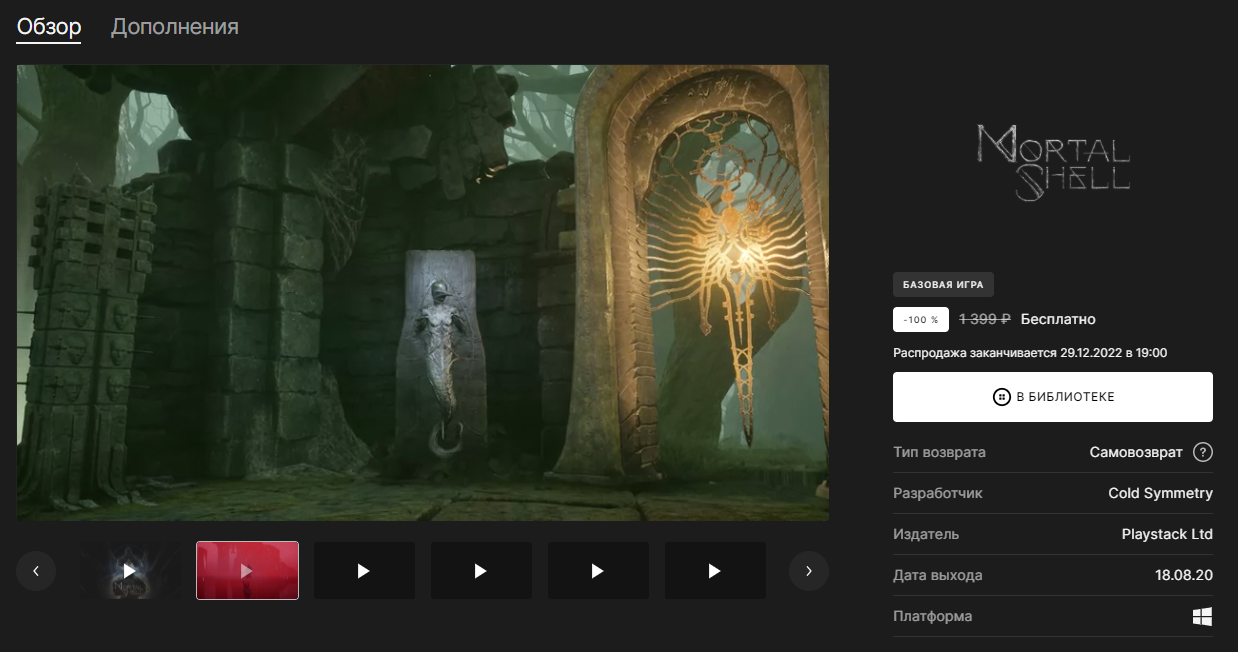 Обзор Дополнения
MORTAL
SHELL
БАЗОВАЯ ИГРА
-100 % 1 399 ₽ Бесплатно
Распродажа заканчивается 29.12.2022 в 19:00
В БИБЛИОТЕКЕ
Тип возврата Самовозврат ?
Разработчик Cold Symmetry
Издатель Playstack Ltd
Дата выхода 18.08.20
Платформа